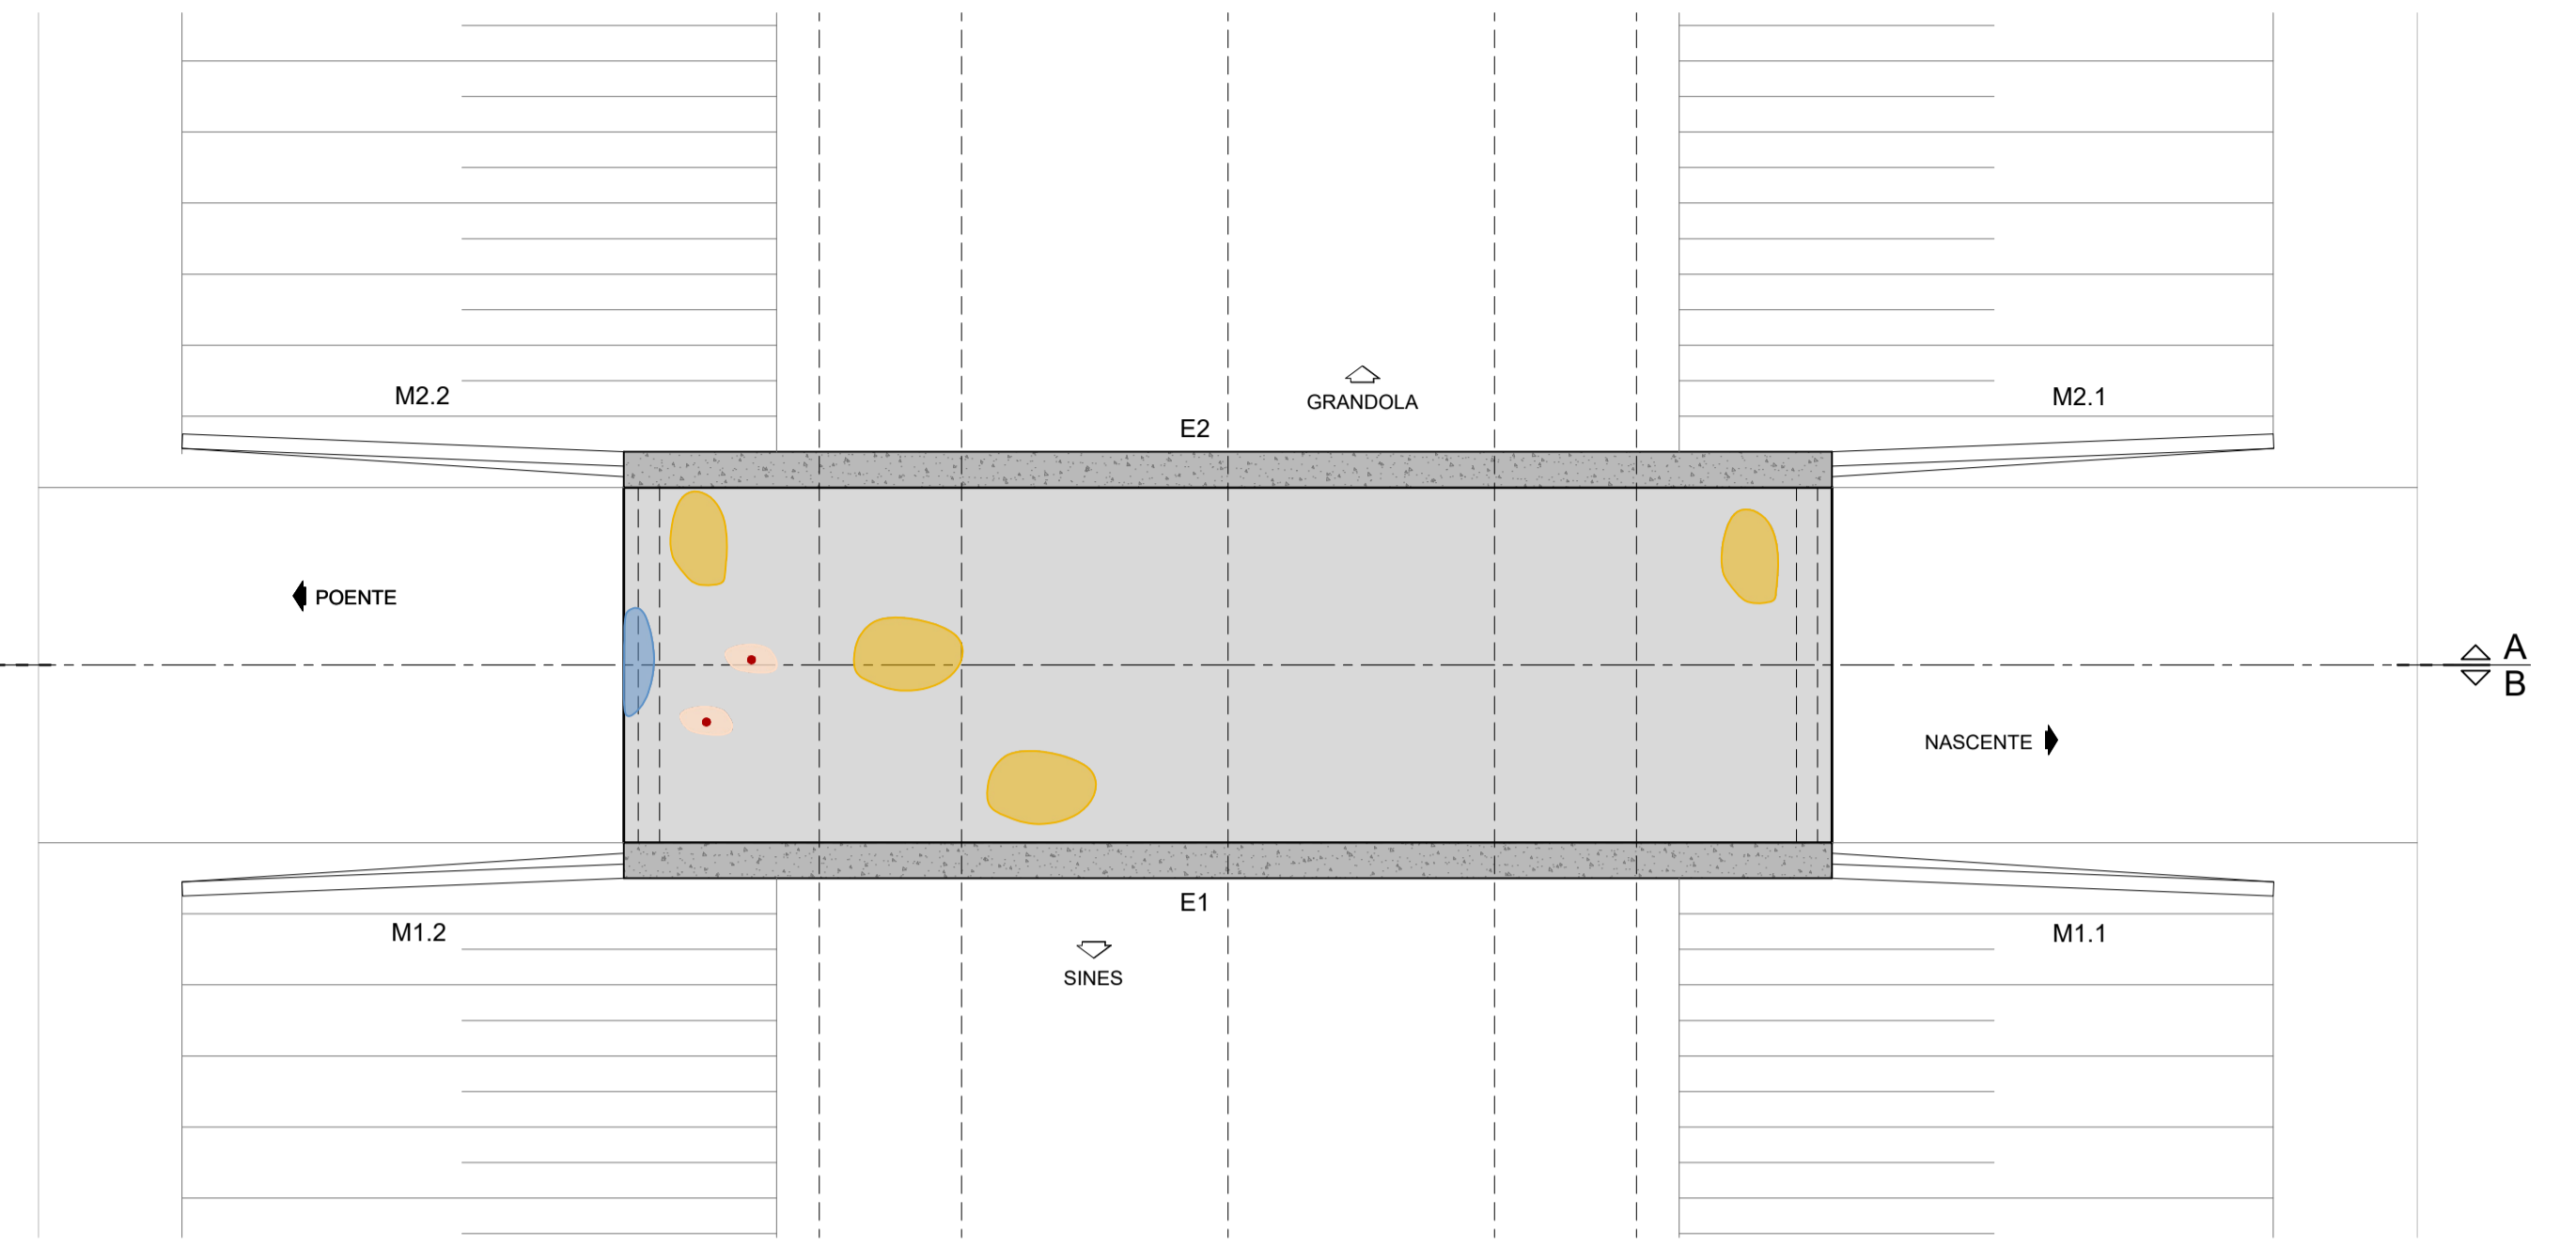 M2.2
M2.1
GRANDOLA
E2
POENTE
A
B
NASCENTE
E1
M1.2
M1.1
SINES